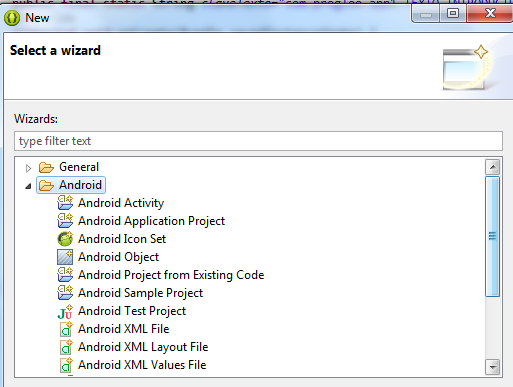 New
Select a wizard
Wizards:
type filter text
General
Android
Android Activity
Android Application Project
Android Icon Set
Android Object
Android Project from Existing Code
Android Sample Project
Android Test Project
Android XML File
Android XML Layout File
Android XML Values File